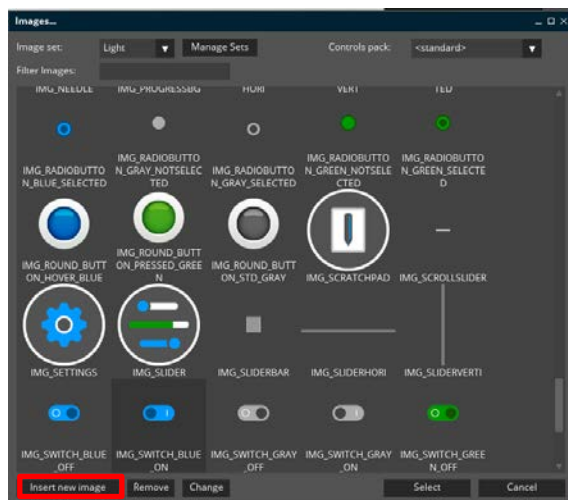 Images...
Image set: Light Manage Sets Controls pack: <standard>
Filter Images:
IMG_NEEDLE IMG_PROGRESSBG HORI VERT TED
IMG_RADIOBUTTO IMG_RADIOBUTTO IMG_RADIOBUTTO
IMG_RADIOBUTTO N_GRAY_NOTSELEC IMG_RADIOBUTTO N_GREEN_NOTSELE N_GREEN_SELECTE
N_BLUE_SELECTED TED N_GRAY_SELECTED CTED D
IMG_ROUND_BUTT
IMG_ROUND_BUTT ON_PRESSED_GREE IMG_ROUND_BUTT
ON_HOVER_BLUE N ON_STD_GRAY IMG_SCRATCHPAD IMG_SCROLLSLIDER
IMG_SETTINGS IMG_SLIDER IMG_SLIDERBAR IMG_SLIDERHORI IMG_SLIDERVERTI
IMG_SWITCH_BLUE IMG_SWITCH_BLUE IMG_SWITCH_GRAY IMG_SWITCH_GRAY IMG_SWITCH_GREE
_OFF _ON _OFF _ON N_OFF
Insert new image Remove Change Select Cancel